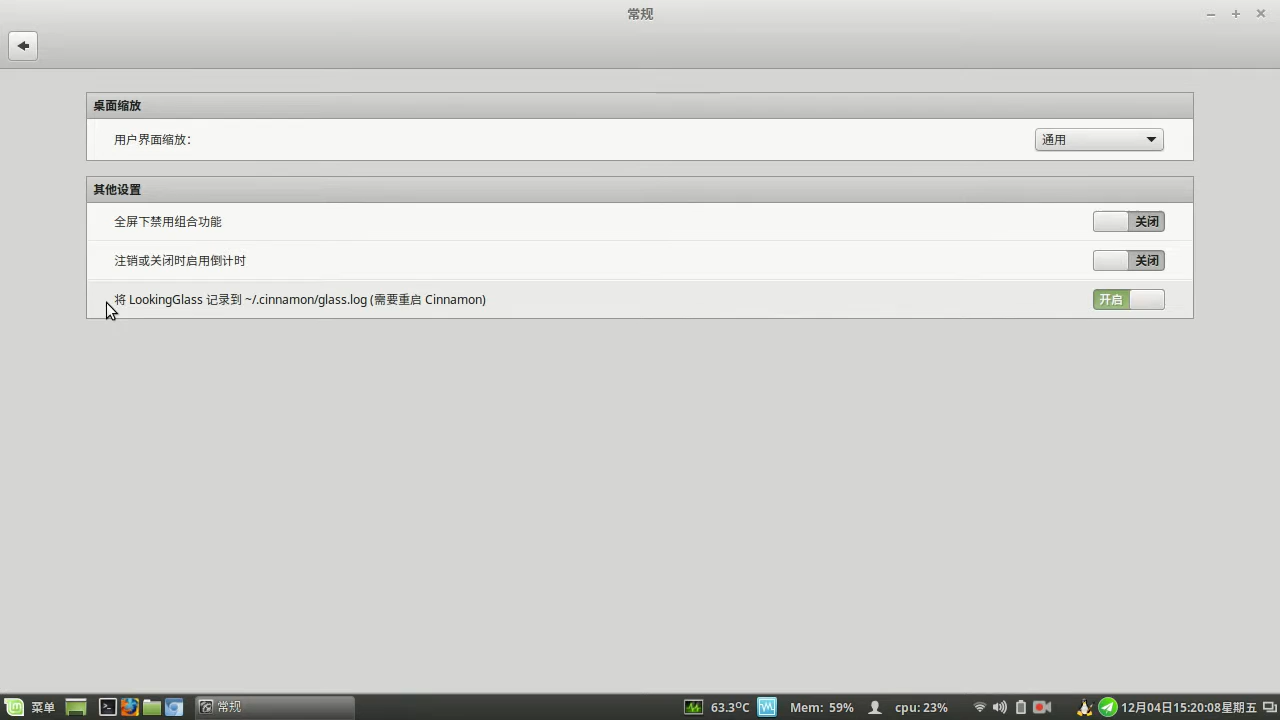 常规
桌面缩放
用户界面缩放：
通用
其他设置
全屏下禁用组合功能
关闭
注销或关闭时启用倒计时
关闭
将 LookingGlass 记录到 ~/.cinnamon/glass.log (需要重启 Cinnamon)
开启
菜单
常规
63.3ºC
Mem: 59%
cpu: 23%
12月04日15:20:08星期五